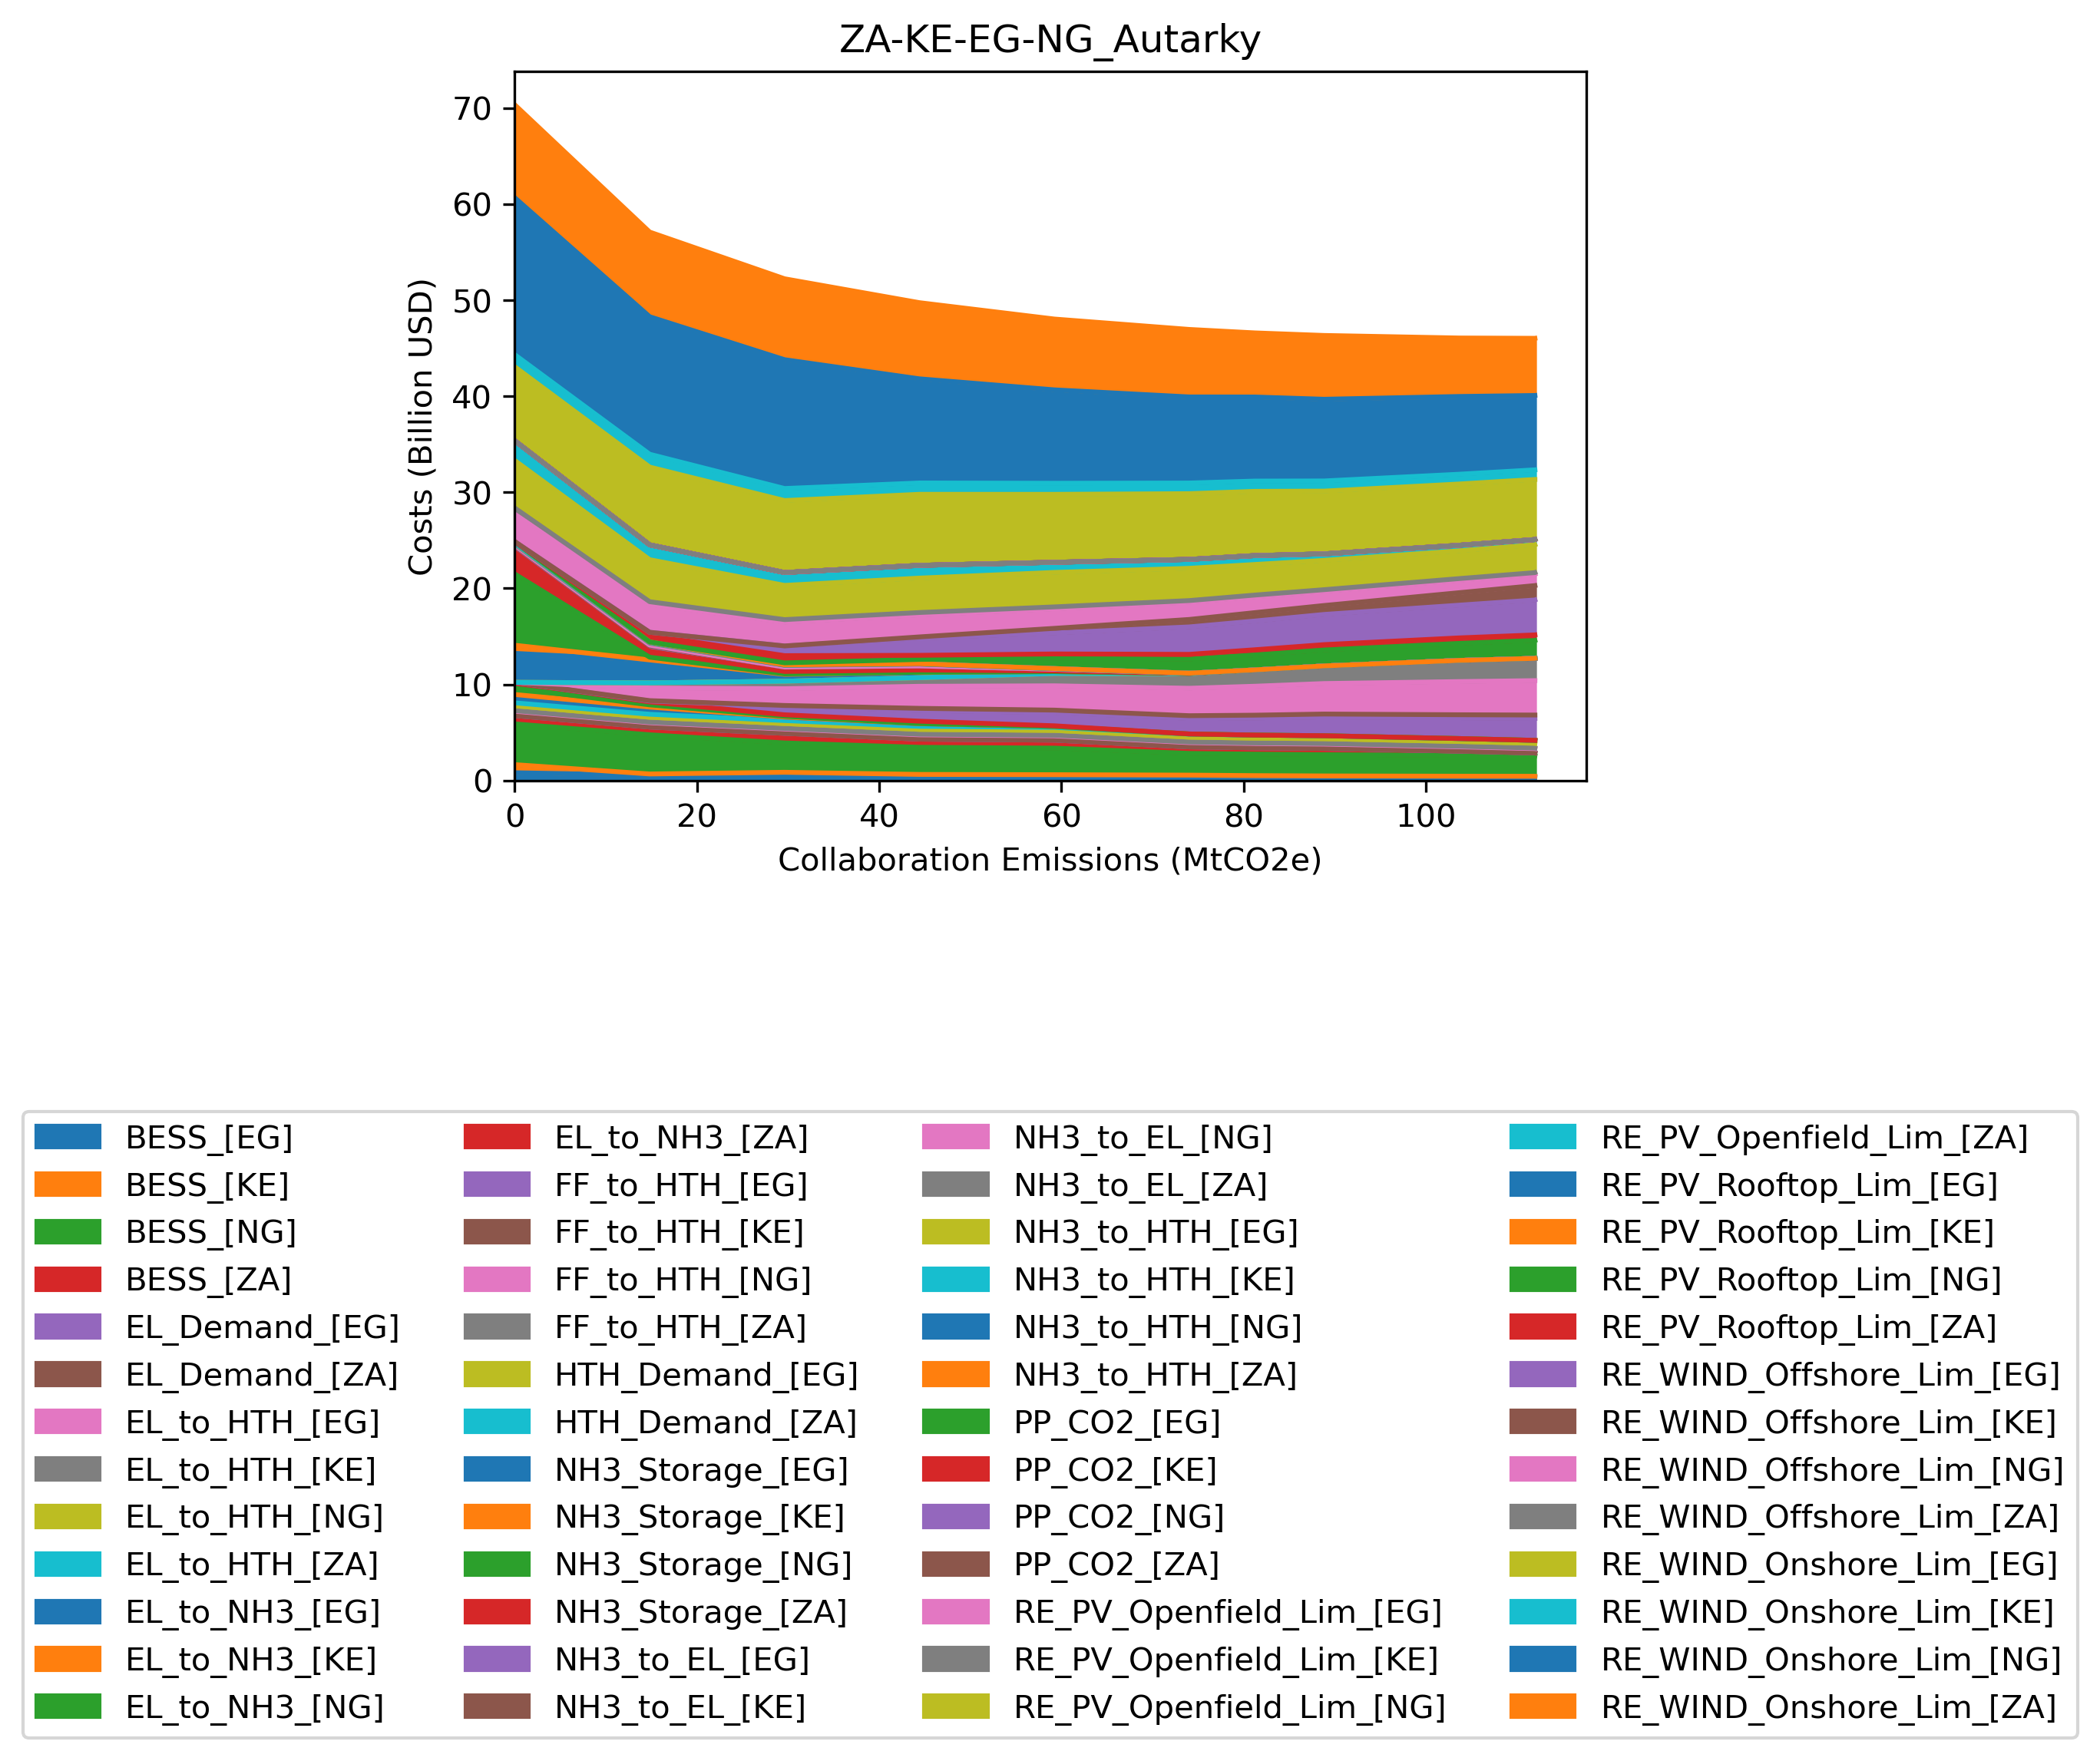 ZA-KE-EG-NG_Autarky
70
60
50
40
30
20
10
0
Costs (Billion USD)
0 20 40 60 80 100
Collaboration Emissions (MtCO2e)
BESS_[EG]
BESS_[KE]
BESS_[NG]
BESS_[ZA]
EL_Demand_[EG]
EL_Demand_[ZA]
EL_to_HTH_[EG]
EL_to_HTH_[KE]
EL_to_HTH_[NG]
EL_to_HTH_[ZA]
EL_to_NH3_[EG]
EL_to_NH3_[KE]
EL_to_NH3_[NG]
EL_to_NH3_[ZA]
FF_to_HTH_[EG]
FF_to_HTH_[KE]
FF_to_HTH_[NG]
FF_to_HTH_[ZA]
HTH_Demand_[EG]
HTH_Demand_[ZA]
NH3_Storage_[EG]
NH3_Storage_[KE]
NH3_Storage_[NG]
NH3_Storage_[ZA]
NH3_to_EL_[EG]
NH3_to_EL_[KE]
NH3_to_EL_[NG]
NH3_to_EL_[ZA]
NH3_to_HTH_[EG]
NH3_to_HTH_[KE]
NH3_to_HTH_[NG]
NH3_to_HTH_[ZA]
PP_CO2_[EG]
PP_CO2_[KE]
PP_CO2_[NG]
PP_CO2_[ZA]
RE_PV_Openfield_Lim_[EG]
RE_PV_Openfield_Lim_[KE]
RE_PV_Openfield_Lim_[NG]
RE_PV_Openfield_Lim_[ZA]
RE_PV_Rooftop_Lim_[EG]
RE_PV_Rooftop_Lim_[KE]
RE_PV_Rooftop_Lim_[NG]
RE_PV_Rooftop_Lim_[ZA]
RE_WIND_Offshore_Lim_[EG]
RE_WIND_Offshore_Lim_[KE]
RE_WIND_Offshore_Lim_[NG]
RE_WIND_Offshore_Lim_[ZA]
RE_WIND_Onshore_Lim_[EG]
RE_WIND_Onshore_Lim_[KE]
RE_WIND_Onshore_Lim_[NG]
RE_WIND_Onshore_Lim_[ZA]